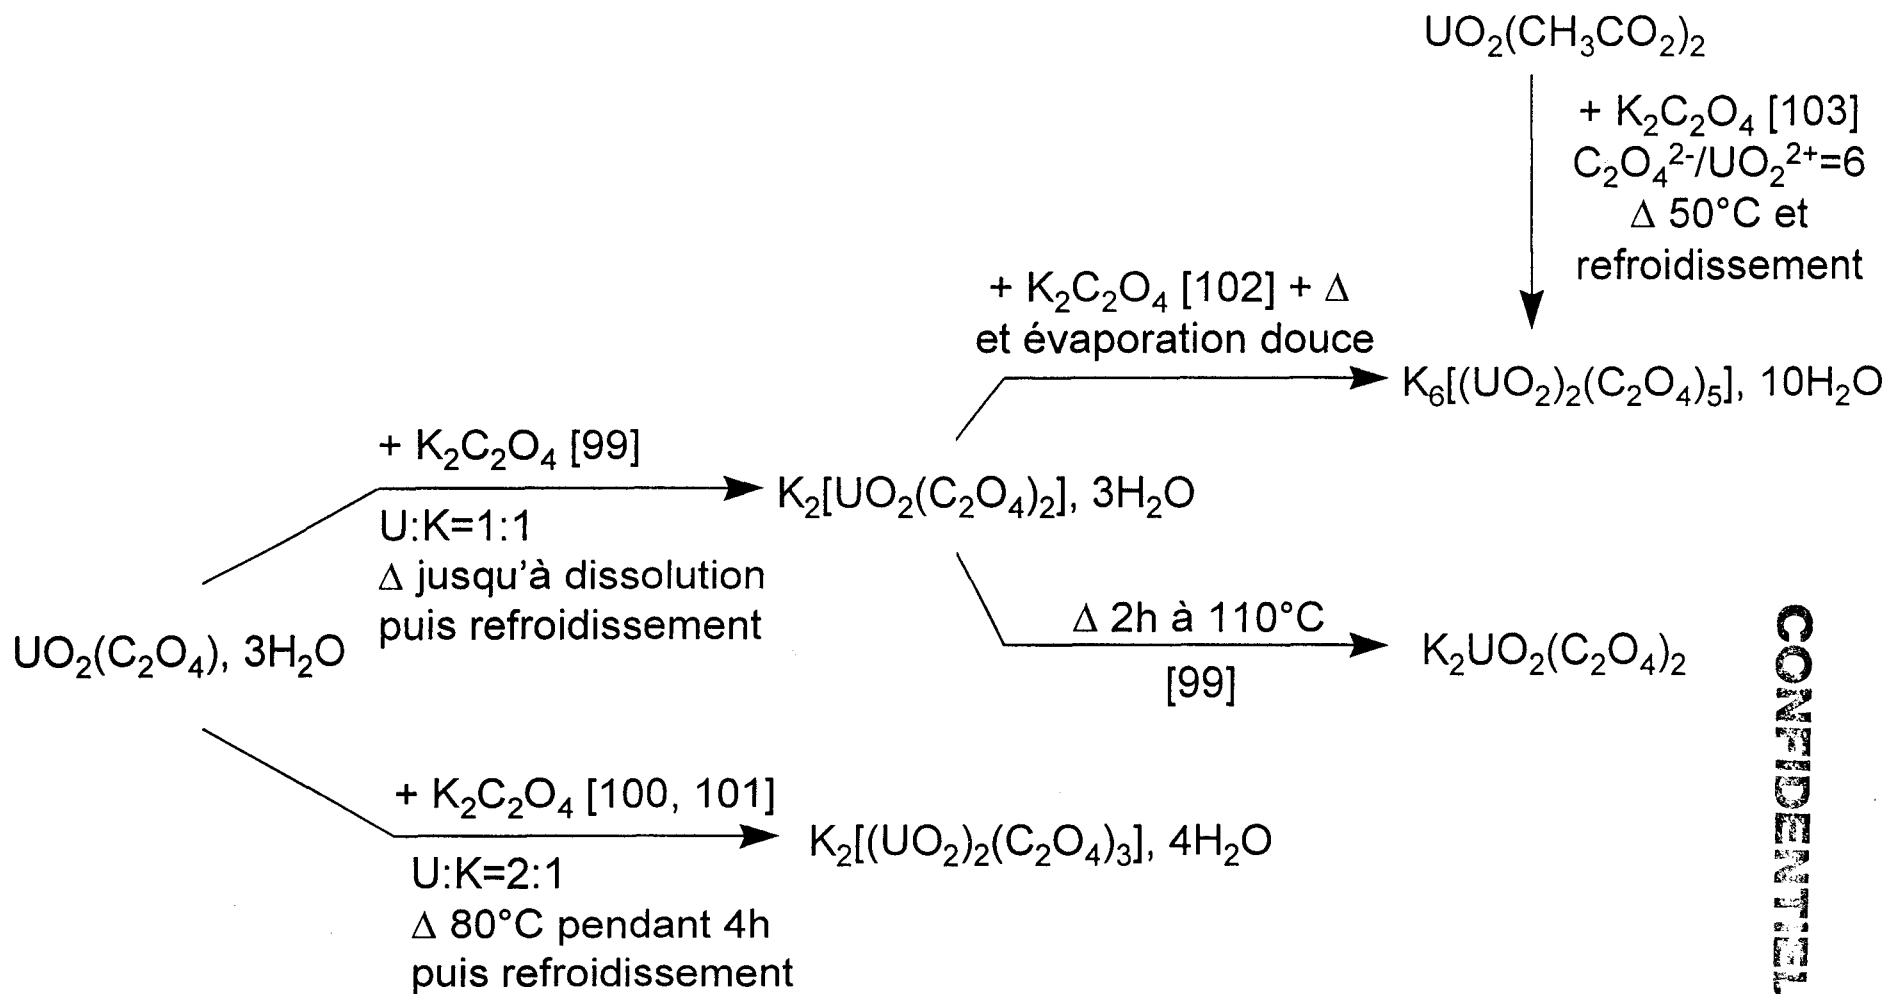 UO₂(CH₃CO₂)₂
+ K₂C₂O₄ [103]
C₂O₄²⁻/UO₂²⁺=6
Δ 50°C et
refroidissement
+ K₂C₂O₄ [102] + Δ
et évaporation douce
K₆[(UO₂)₂(C₂O₄)₅], 10H₂O
+ K₂C₂O₄ [99]
K₂[UO₂(C₂O₄)₂], 3H₂O
U:K=1:1
Δ jusqu'à dissolution
puis refroidissement
UO₂(C₂O₄), 3H₂O
Δ 2h à 110°C
[99]
K₂UO₂(C₂O₄)₂
+ K₂C₂O₄ [100, 101]
K₂[(UO₂)₂(C₂O₄)₃], 4H₂O
U:K=2:1
Δ 80°C pendant 4h
puis refroidissement
CONFIDENTIEL